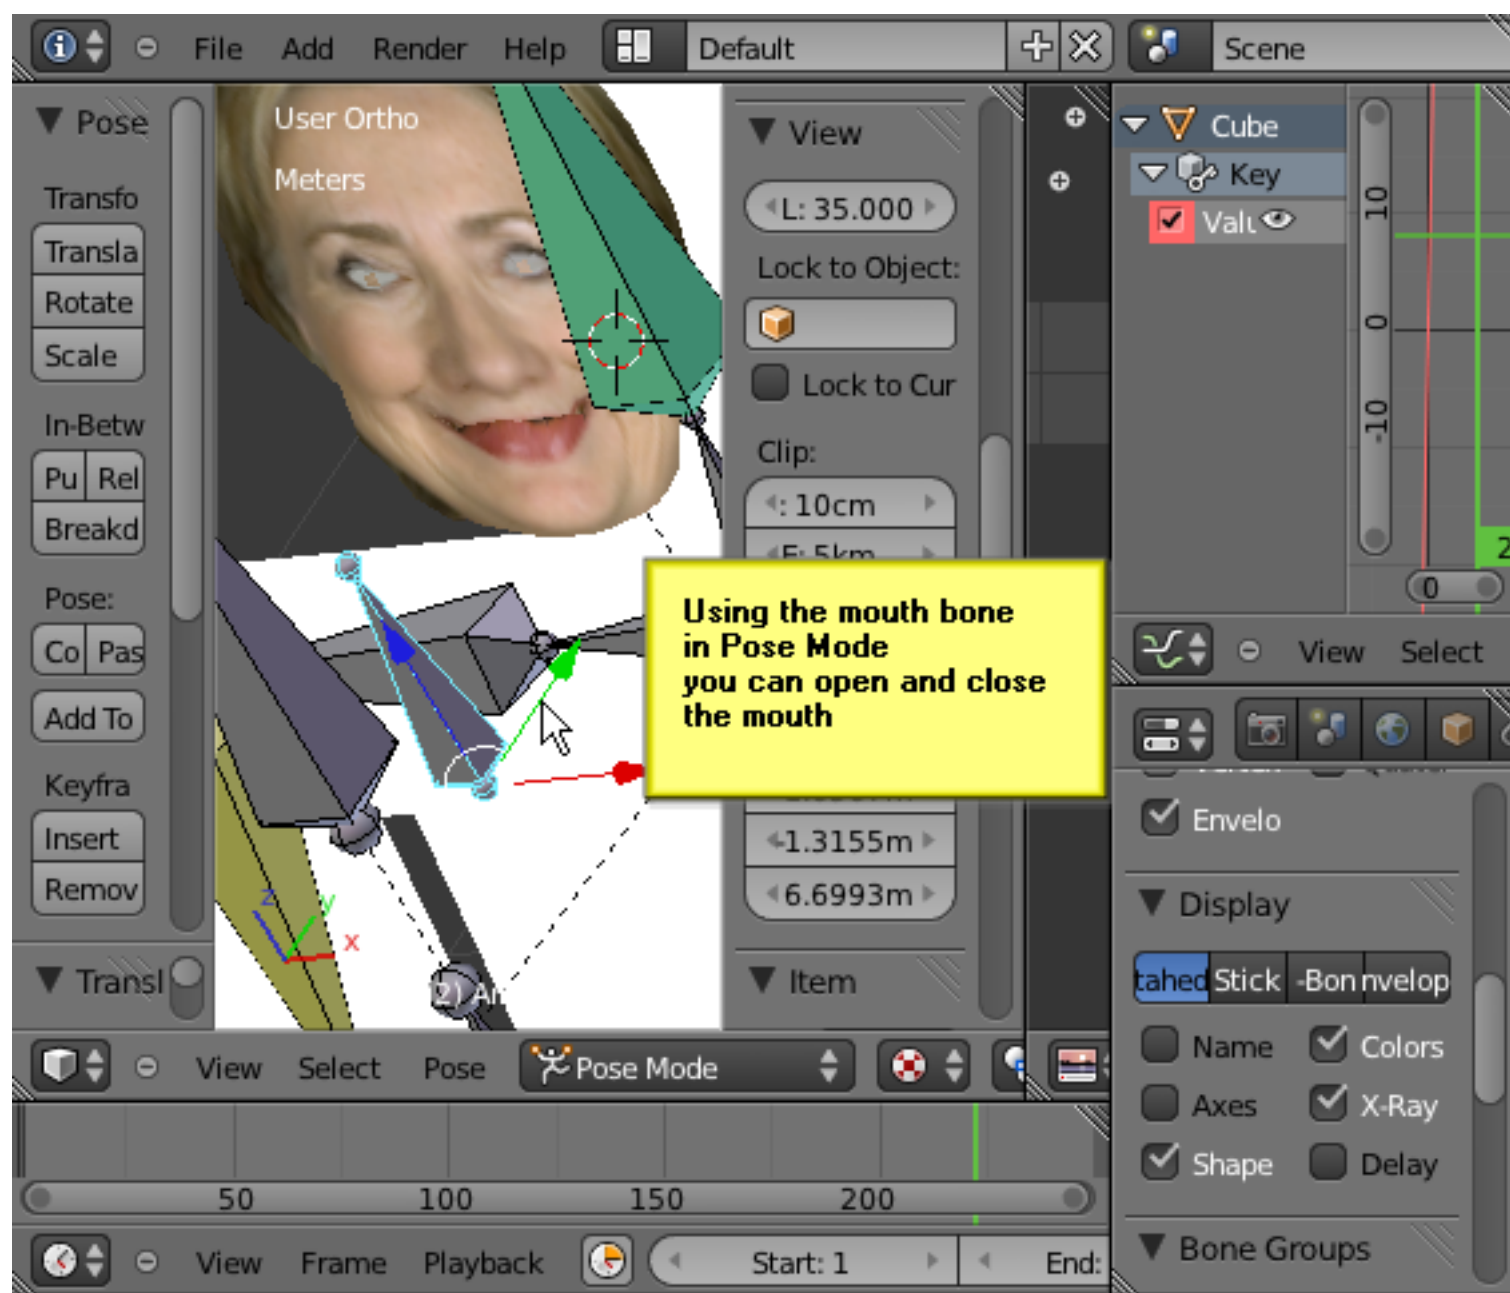 File Add Render Help Default Scene
Pose
User Ortho
Meters
Transfo
Transla
Rotate
Scale
In-Betw
Pu Rel
Breakd
Pose:
Co Pas
Add To
Keyfra
Insert
Remov
Transl
z y x
View
L: 35.000
Lock to Object:
Lock to Cur
Clip:
: 10cm
E: 5km
Using the mouth bone
in Pose Mode
you can open and close
the mouth
-1.3155m
6.6993m
Item
Cube
Key
Valu
10
0
-10
2
0
View Select
Envelo
Display
tahed Stick -Bon nvelop
Name Colors
Axes X-Ray
Shape Delay
Bone Groups
View Select Pose Pose Mode
50 100 150 200
View Frame Playback Start: 1 End: